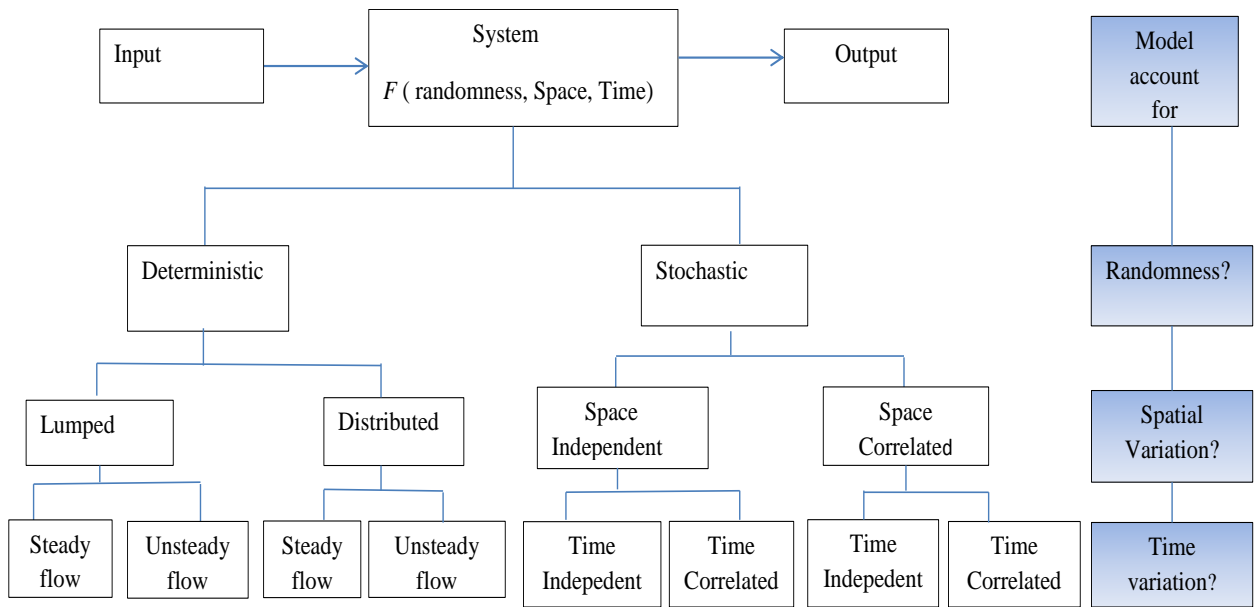 Input
System
F ( randomness, Space, Time)
Output
Model
account
for
Deterministic
Stochastic
Randomness?
Lumped
Distributed
Space
Independent
Space
Correlated
Spatial
Variation?
Steady
flow
Unsteady
flow
Steady
flow
Unsteady
flow
Time
Indepedent
Time
Correlated
Time
Indepedent
Time
Correlated
Time
variation?